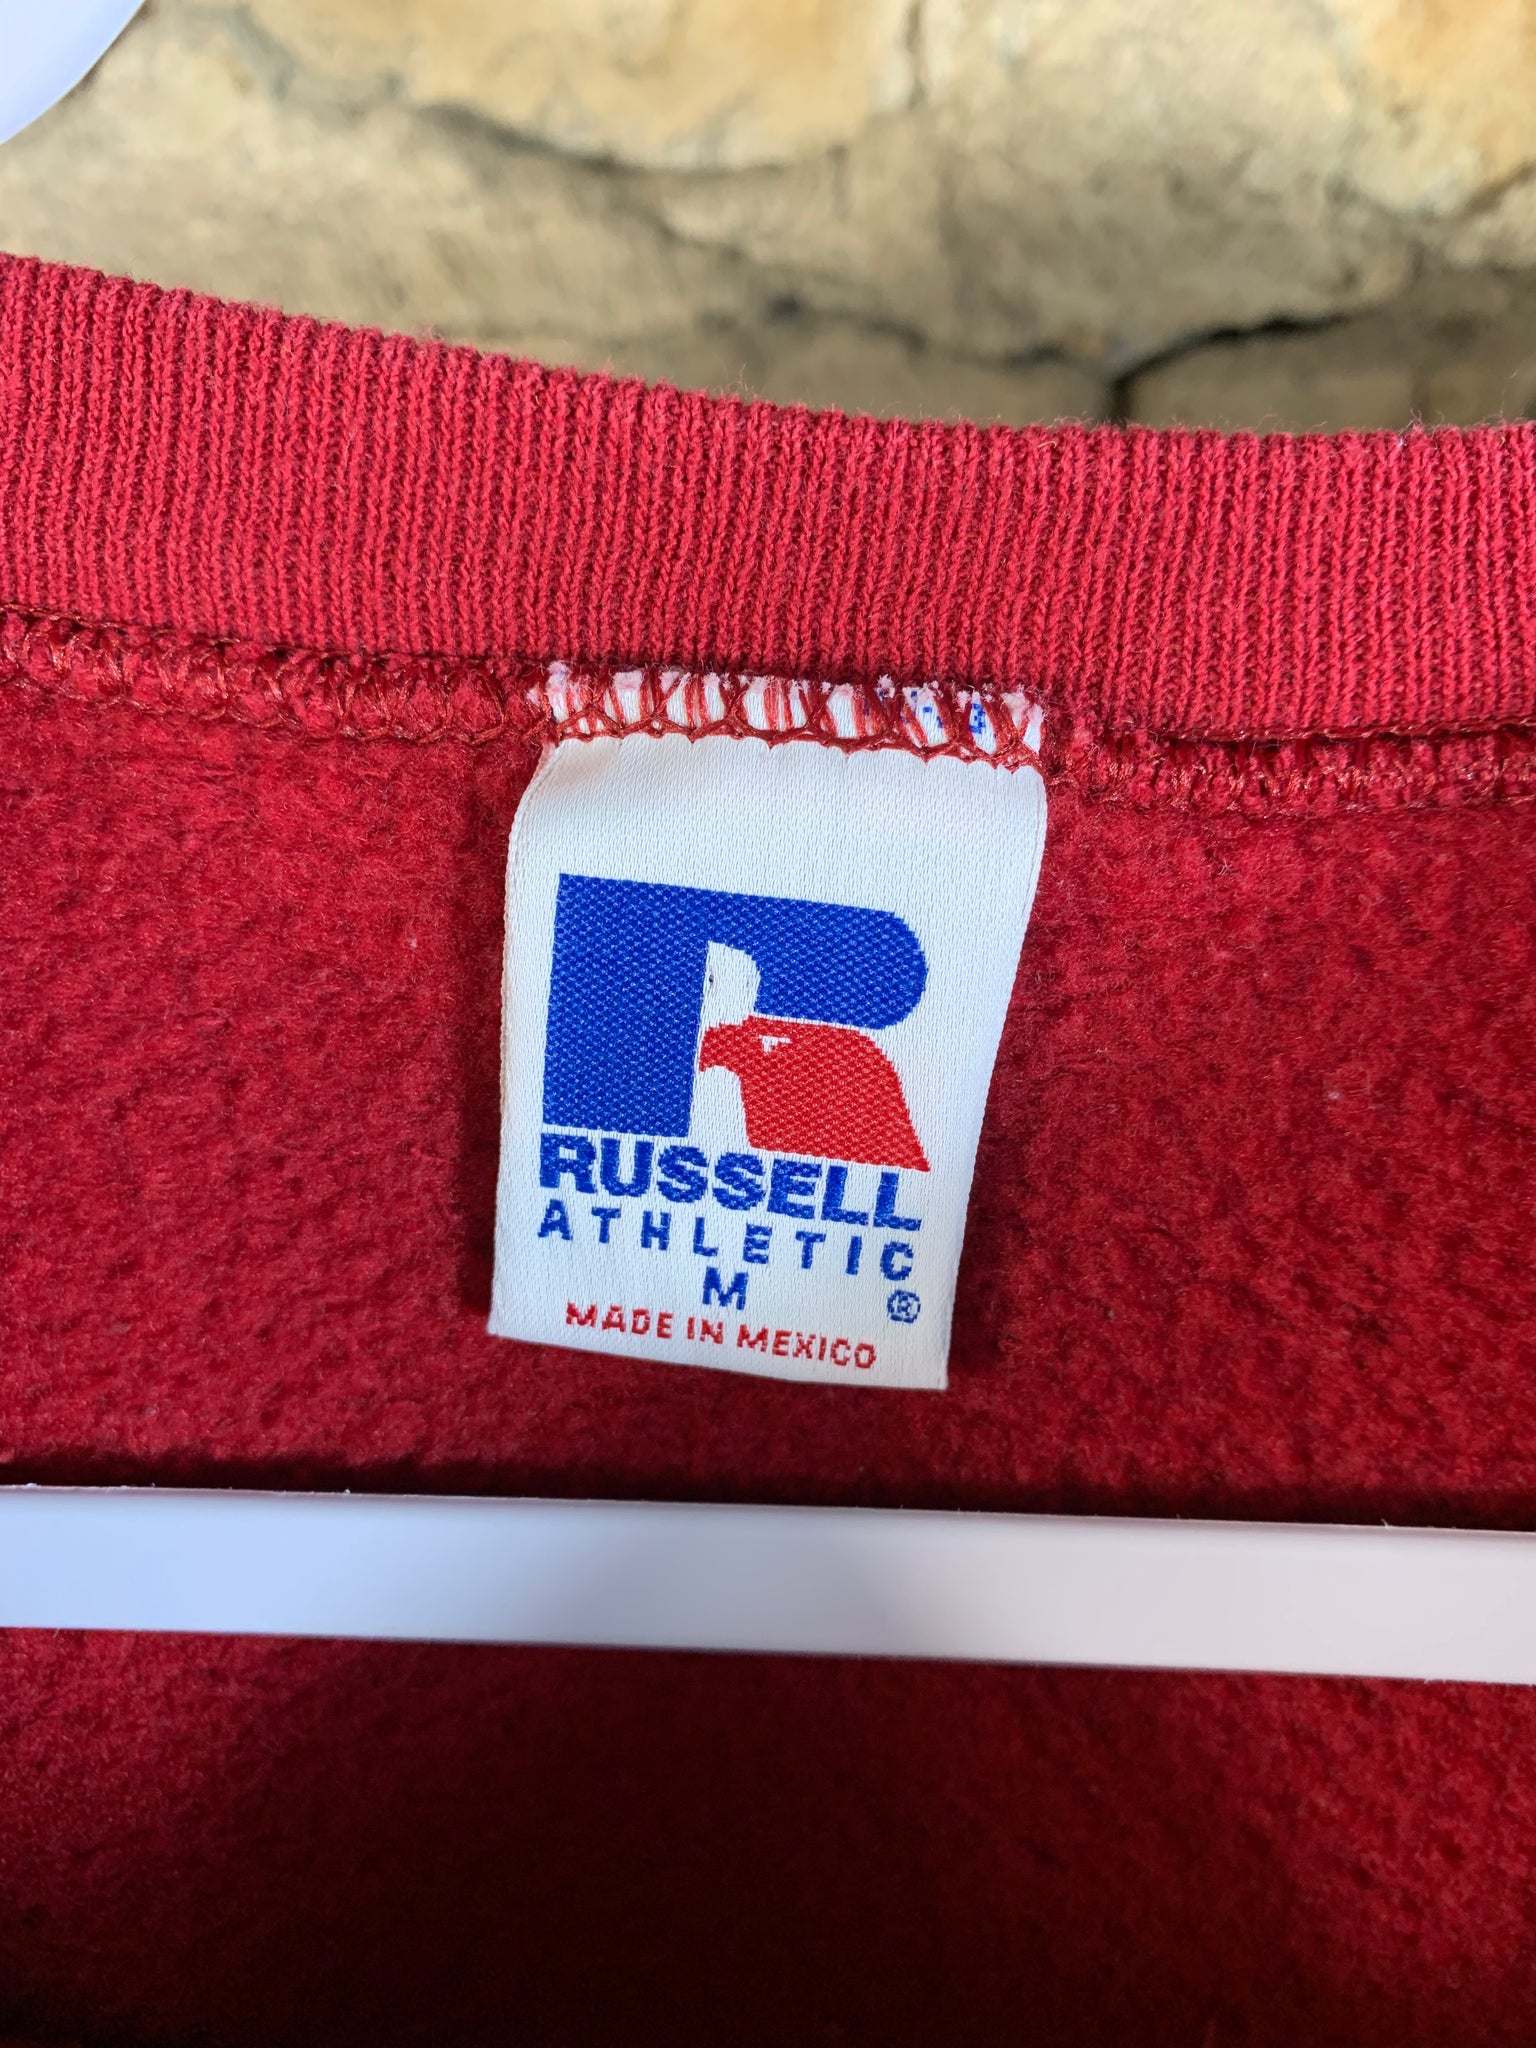 RUSSELL
ATHLETIC
M ®
MADE IN MEXICO